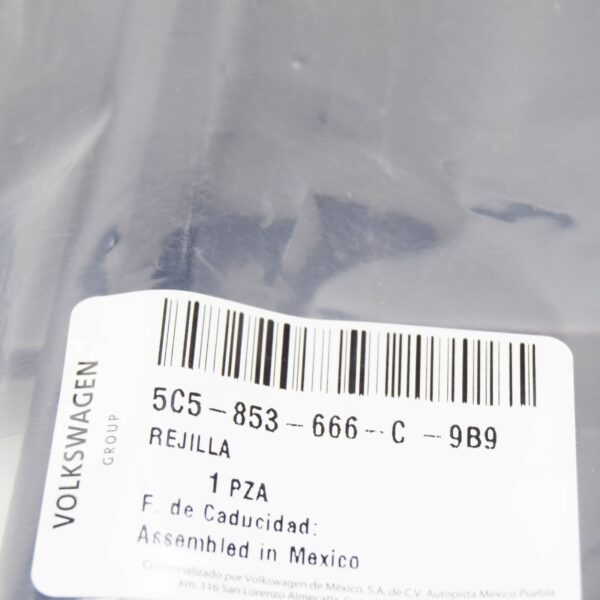 VOLKSWAGEN
GROUP
5C5-853-666-C -9B9
REJILLA
1 PZA
F. de Caducidad:
Assembled in Mexico
Comercializado por Volkswagen de México, S.A. de C.V. Autopista México Puebla
km. 116 San Lorenzo Almecatla,